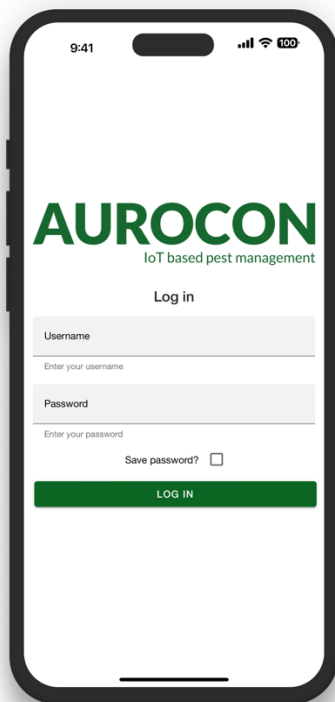 9:41
100
AUROCON
IoT based pest management
Log in
Username
Enter your username
Password
Enter your password
Save password?
LOG IN